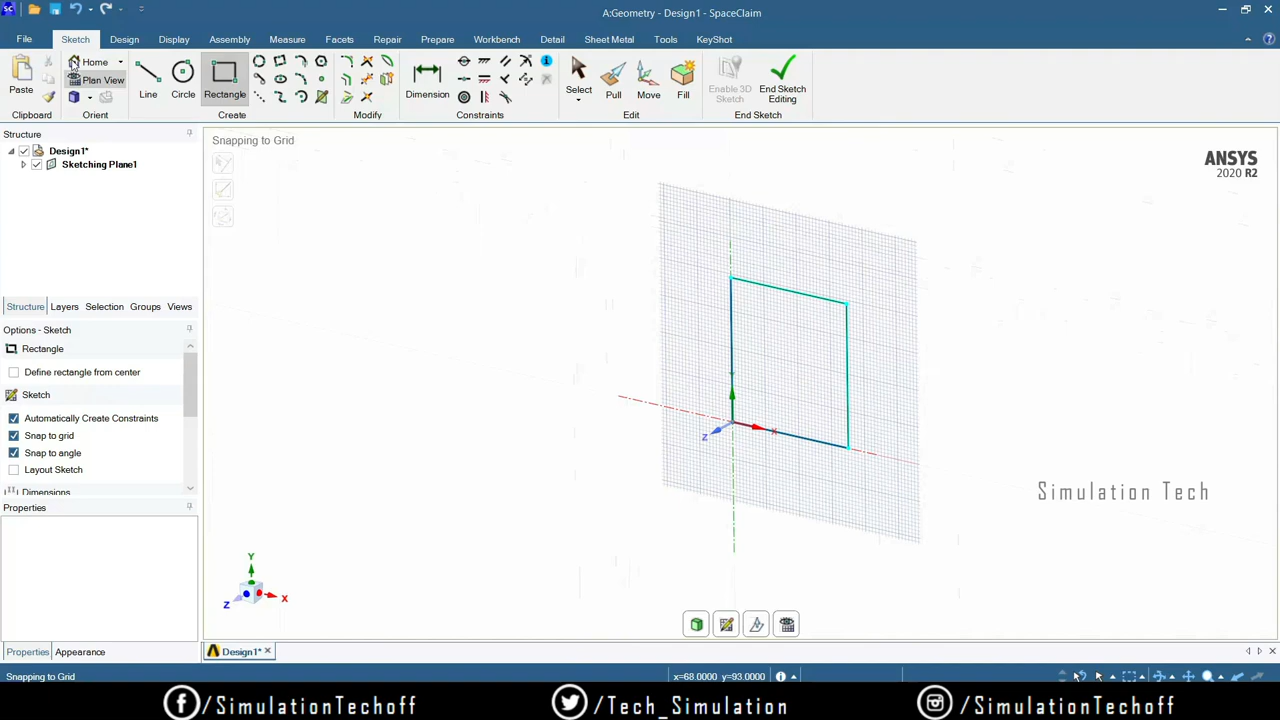 SC
A:Geometry - Design1 - SpaceClaim
File Sketch Design Display Assembly Measure Facets Repair Prepare Workbench Detail Sheet Metal Tools KeyShot
Home
Plan View
Paste Line Circle Rectangle Dimension Select Pull Move Fill Enable 3D Sketch End Sketch Editing
Clipboard Orient Create Modify Constraints Edit End Sketch
Structure
Design1*
Sketching Plane1
Structure Layers Selection Groups Views
Options - Sketch
Rectangle
Define rectangle from center
Sketch
Automatically Create Constraints
Snap to grid
Snap to angle
Layout Sketch
Dimensions
Properties
Properties Appearance
Snapping to Grid
ANSYS
2020 R2
Y
X
Z
Simulation Tech
Y
X
Z
Design1*
Snapping to Grid
x=68.0000 y=93.0000
/SimulationTechoff
/Tech_Simulation
/SimulationTechoff